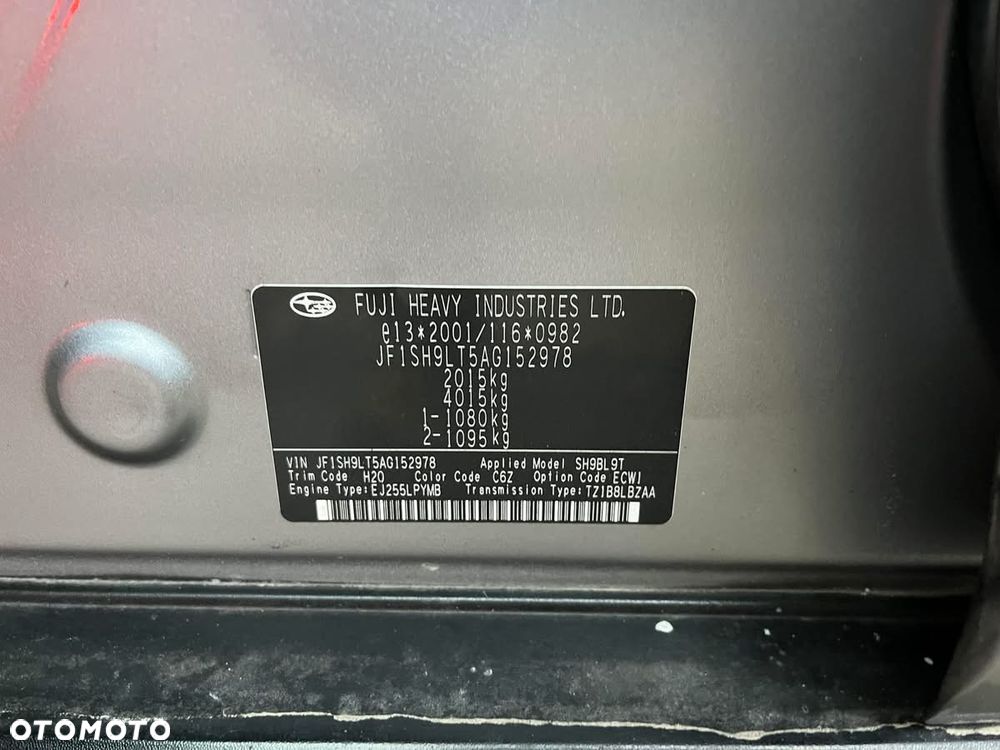 FUJI HEAVY INDUSTRIES LTD.
e13*2001/116*0982
JF1SH9LT5AG152978
2015kg
4015kg
1-1080kg
2-1095kg
VIN JF1SH9LT5AG152978 Applied Model SH9BL9T
Trim Code H20 Color Code C6Z Option Code ECWI
Engine Type:EJ255LPYMB Transmission Type:TZ1B8LBZAA
OTOMOTO